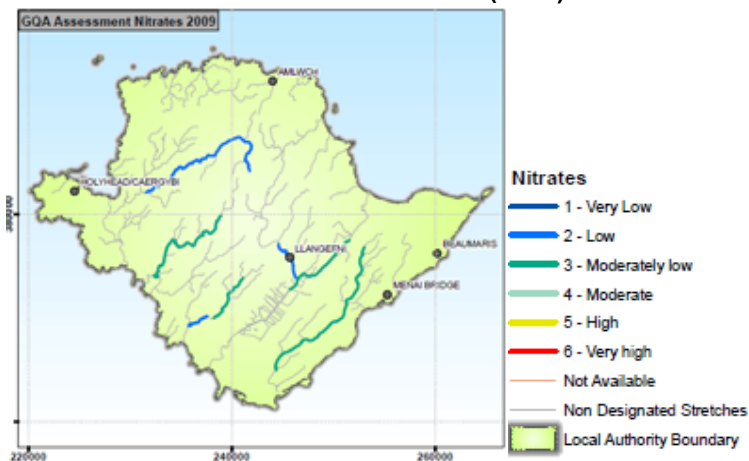 GQA Assessment Nitrates 2009
AMLWCH
HOLYHEAD/CAERGYBI
LLANGEFNI
BEAUMARIS
MENAI BRIDGE
220000
240000
260000
Nitrates
1 - Very Low
2 - Low
3 - Moderately low
4 - Moderate
5 - High
6 - Very high
Not Available
Non Designated Stretches
Local Authority Boundary